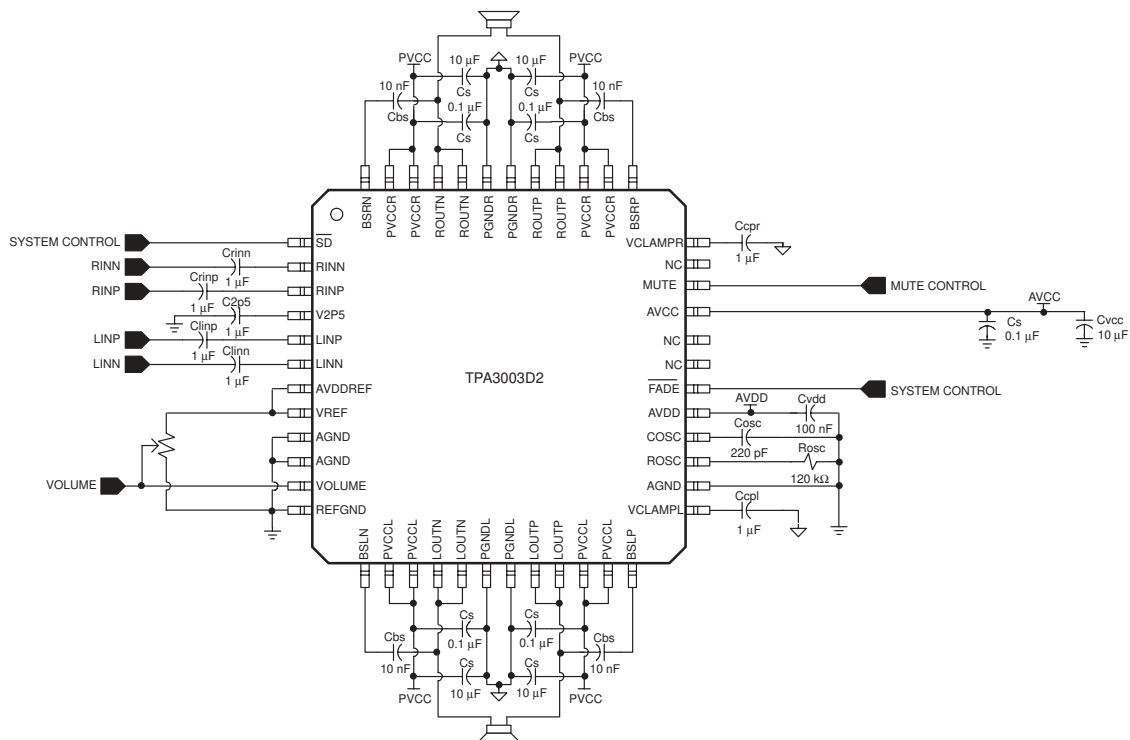 PVCC 10 μF 10 μF PVCC
10 nF Cs Cs 10 nF
Cbs 0.1 μF 0.1 μF Cbs
Cs Cs
BSRN PVCCR PVCCR ROUTN ROUTN PGNDR PGNDR ROUTP ROUTP PVCCR PVCCR BSRP
SYSTEM CONTROL SD VCLAMPR Ccpr 1 μF
RINN Crinn 1 μF RINN NC
RINP Crinp 1 μF RINP MUTE MUTE CONTROL
C2p5 1 μF V2P5 AVCC AVCC
Cs 0.1 μF Cvcc 10 μF
LINP Clinp 1 μF LINP NC
LINN Clinn 1 μF LINN NC
TPA3003D2
AVDDREF FADE SYSTEM CONTROL
VREF AVDD AVDD Cvdd 100 nF
AGND COSC Cosc 220 pF
AGND ROSC Rosc 120 kΩ
VOLUME VOLUME AGND
REFGND VCLAMPL Ccpl 1 μF
BSLN PVCCL PVCCL LOUTN LOUTN PGNDL PGNDL LOUTP LOUTP PVCCL PVCCL BSLP
Cs Cs
Cbs 0.1 μF 0.1 μF Cbs
10 nF Cs Cs 10 nF
PVCC 10 μF 10 μF PVCC